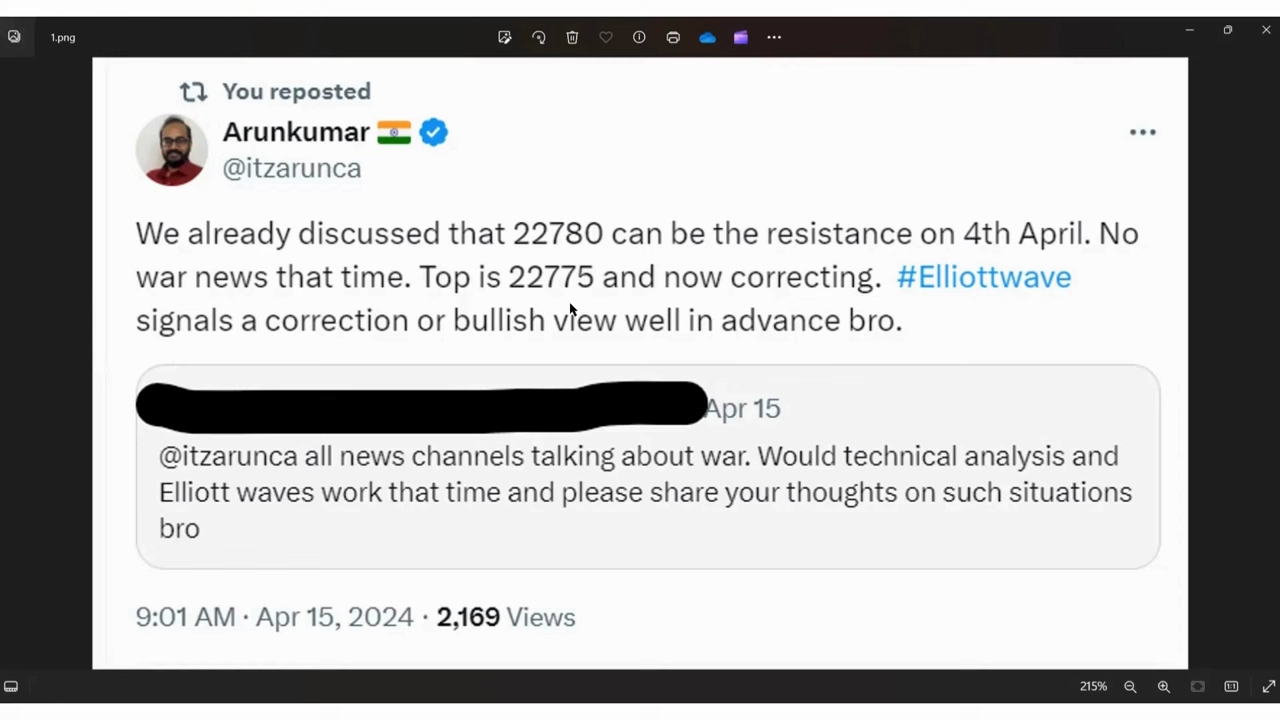 1.png
You reposted
Arunkumar 🇮🇳
@itzarunca
We already discussed that 22780 can be the resistance on 4th April. No
war news that time. Top is 22775 and now correcting. #Elliottwave
signals a correction or bullish view well in advance bro.
Apr 15
@itzarunca all news channels talking about war. Would technical analysis and
Elliott waves work that time and please share your thoughts on such situations
bro
9:01 AM · Apr 15, 2024 · 2,169 Views
215%